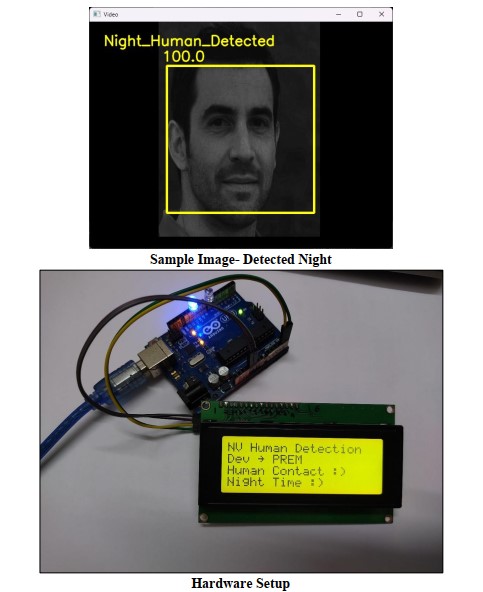 Video
Night_Human_Detected
100.0
Sample Image- Detected Night
NV Human Detection
Dev → PREM
Human Contact :)
Night Time :)
Hardware Setup